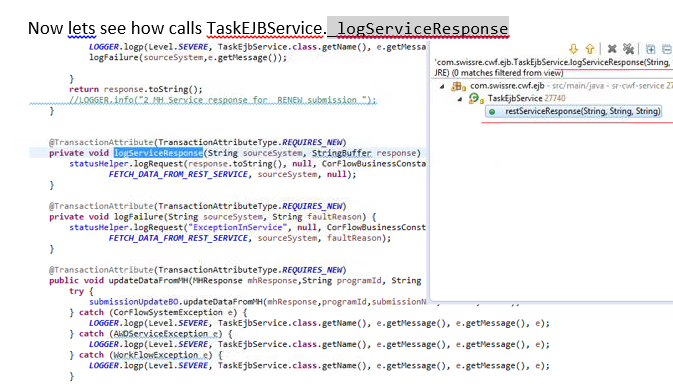 Now lets see how calls TaskEJBService. logServiceResponse
LOGGER.logp(Level.SEVERE, TaskEjbService.class.getName(), e.getMessa
logFailure(sourceSystem,e.getMessage());
}
return response.toString();
//LOGGER.info("2 MH Service response for RENEW submission ");
}
@TransactionAttribute(TransactionAttributeType.REQUIRES_NEW)
private void logServiceResponse(String sourceSystem, StringBuffer response)
statusHelper.logRequest(response.toString(), null, CorFlowBusinessConsta
FETCH_DATA_FROM_REST_SERVICE, sourceSystem, null);
}
@TransactionAttribute(TransactionAttributeType.REQUIRES_NEW)
private void logFailure(String sourceSystem, String faultReason) {
statusHelper.logRequest("ExceptionInService", null, CorFlowBusinessConst
FETCH_DATA_FROM_REST_SERVICE, sourceSystem, faultReason);
}
@TransactionAttribute(TransactionAttributeType.REQUIRES_NEW)
public void updateDataFromMH(MHResponse mhResponse,String programId, String
try {
submissionUpdateBO.updateDataFromMH(mhResponse,programId,submissionN
} catch (CorFlowSystemException e) {
LOGGER.logp(Level.SEVERE, TaskEjbService.class.getName(), e.getMessage(), e.getMessage(), e);
} catch (AWDServiceException e) {
LOGGER.logp(Level.SEVERE, TaskEjbService.class.getName(), e.getMessage(), e.getMessage(), e);
} catch (WorkFlowException e) {
LOGGER.logp(Level.SEVERE, TaskEjbService.class.getName(), e.getMessage(), e.getMessage(), e);
}
'com.swissre.cwf.ejb.TaskEjbService.logServiceResponse(String,
JRE) (0 matches filtered from view)
com.swissre.cwf.ejb - src/main/java - sr-cwf-service 27
TaskEjbService 27740
restServiceResponse(String, String, String)